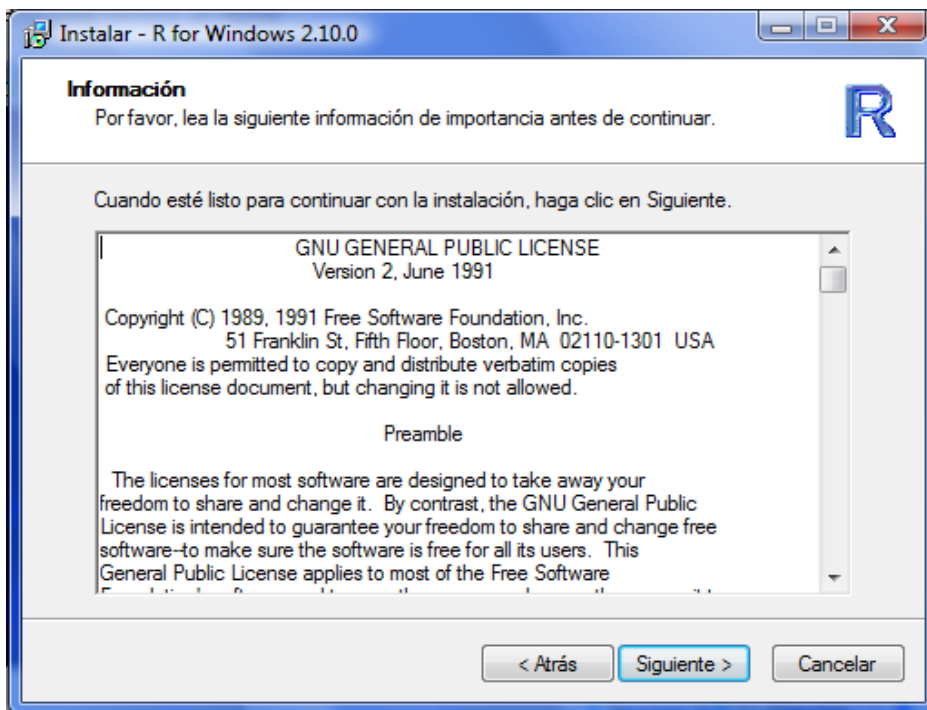 Instalar - R for Windows 2.10.0
Información
Por favor, lea la siguiente información de importancia antes de continuar.
R
Cuando esté listo para continuar con la instalación, haga clic en Siguiente.
GNU GENERAL PUBLIC LICENSE
Version 2, June 1991
Copyright (C) 1989, 1991 Free Software Foundation, Inc.
51 Franklin St, Fifth Floor, Boston, MA 02110-1301 USA
Everyone is permitted to copy and distribute verbatim copies
of this license document, but changing it is not allowed.
Preamble
The licenses for most software are designed to take away your
freedom to share and change it. By contrast, the GNU General Public
License is intended to guarantee your freedom to share and change free
software--to make sure the software is free for all its users. This
General Public License applies to most of the Free Software
< Atrás
Siguiente >
Cancelar